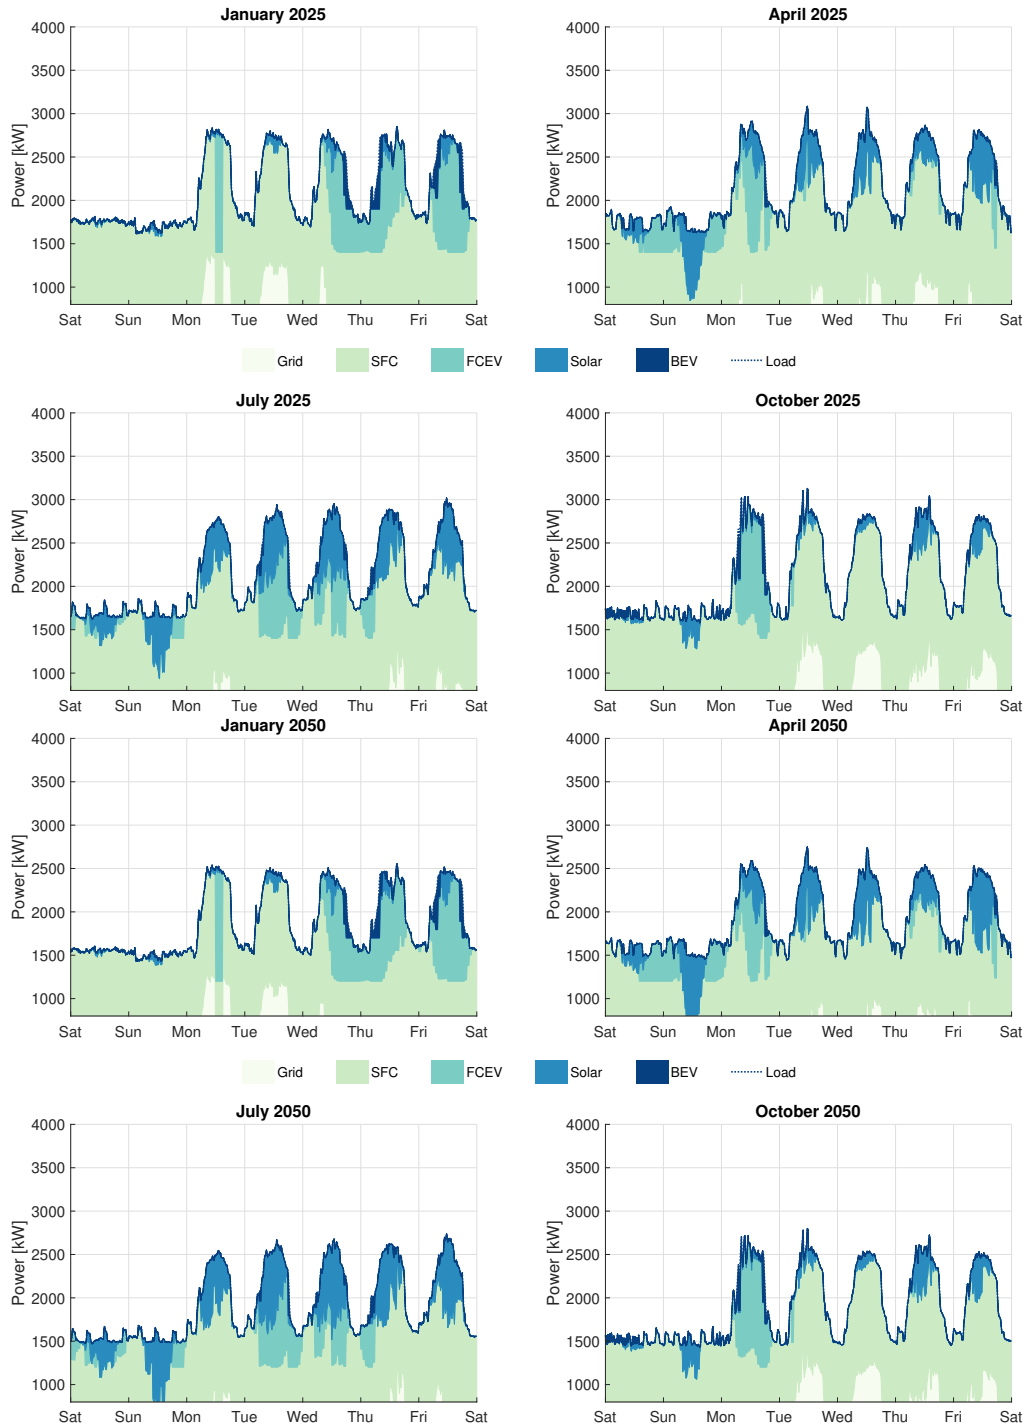 January 2025
April 2025
Power [kW]
4000
3500
3000
2500
2000
1500
1000
Sat Sun Mon Tue Wed Thu Fri Sat
Power [kW]
4000
3500
3000
2500
2000
1500
1000
Sat Sun Mon Tue Wed Thu Fri Sat
Grid SFC FCEV Solar BEV Load
July 2025
October 2025
Power [kW]
4000
3500
3000
2500
2000
1500
1000
Sat Sun Mon Tue Wed Thu Fri Sat
Power [kW]
4000
3500
3000
2500
2000
1500
1000
Sat Sun Mon Tue Wed Thu Fri Sat
January 2050
April 2050
Power [kW]
4000
3500
3000
2500
2000
1500
1000
Sat Sun Mon Tue Wed Thu Fri Sat
Power [kW]
4000
3500
3000
2500
2000
1500
1000
Sat Sun Mon Tue Wed Thu Fri Sat
Grid SFC FCEV Solar BEV Load
July 2050
October 2050
Power [kW]
4000
3500
3000
2500
2000
1500
1000
Sat Sun Mon Tue Wed Thu Fri Sat
Power [kW]
4000
3500
3000
2500
2000
1500
1000
Sat Sun Mon Tue Wed Thu Fri Sat